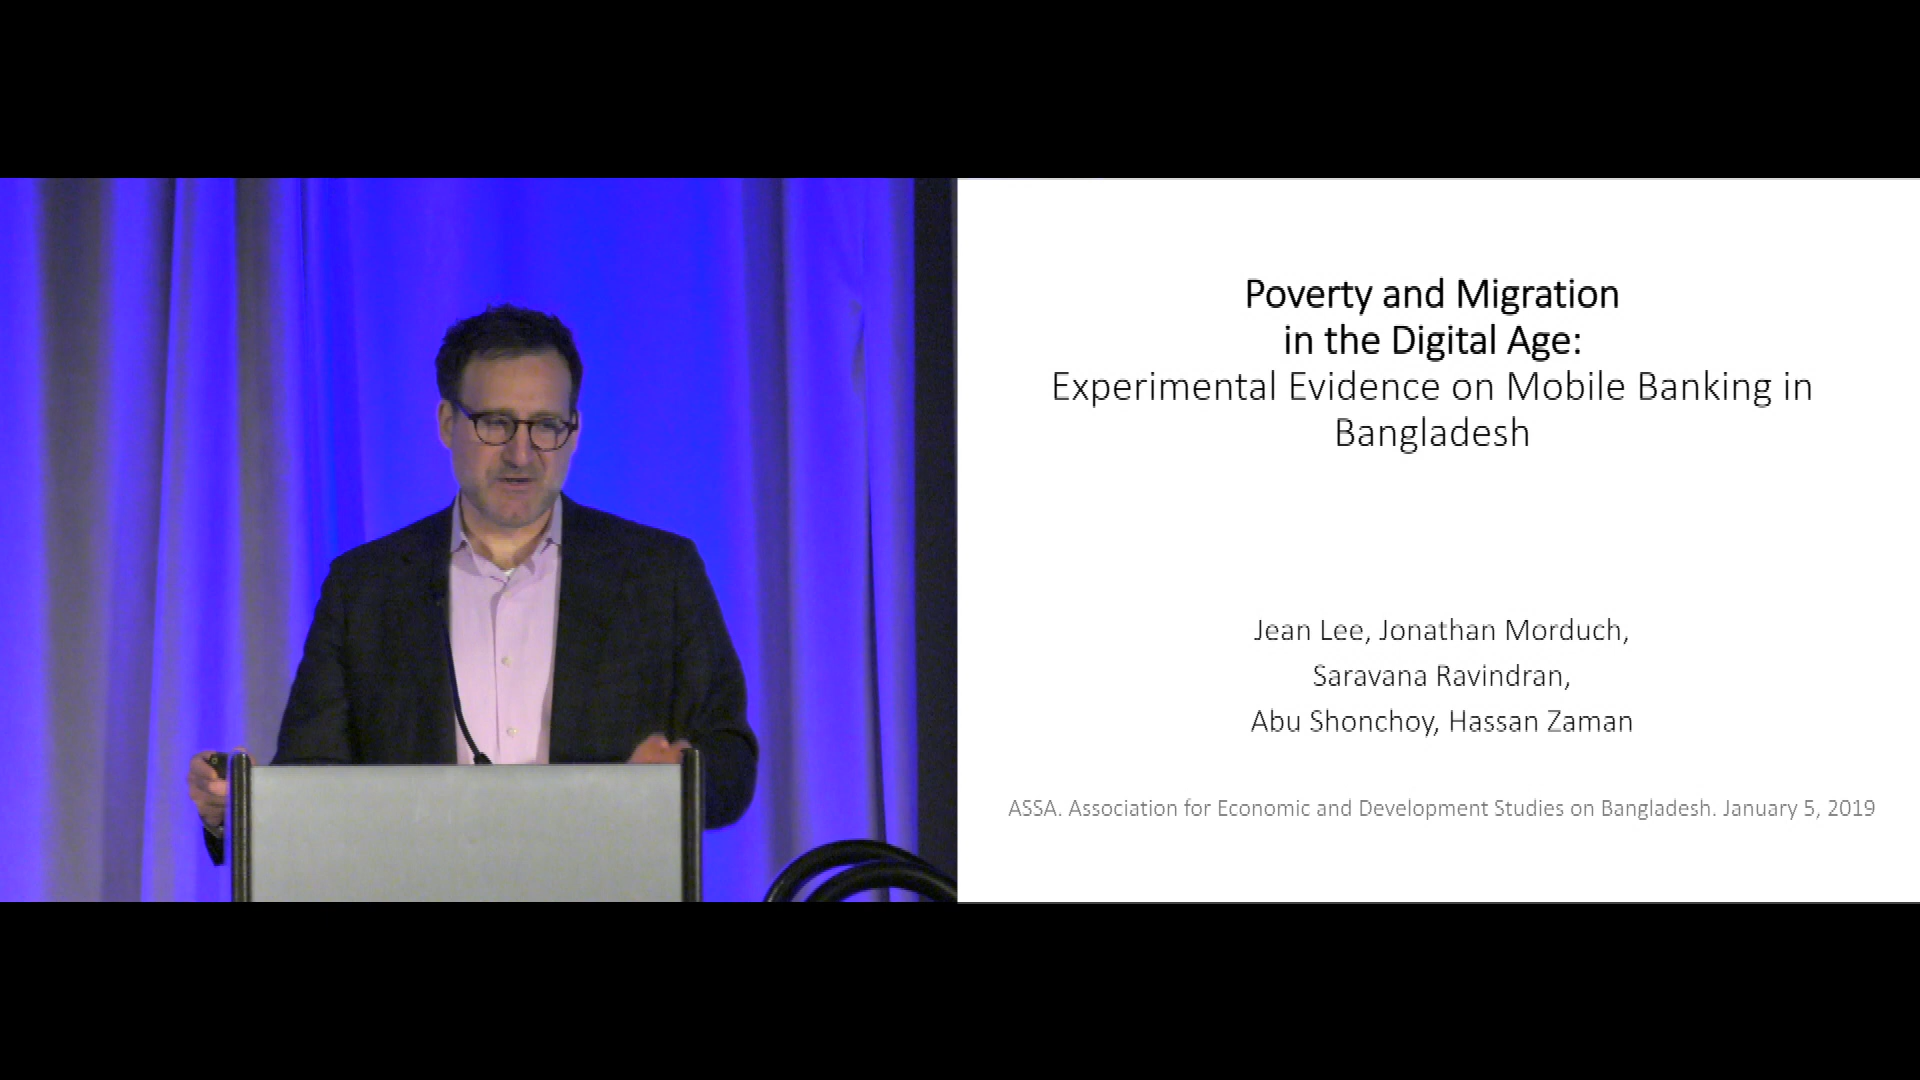 Poverty and Migration
in the Digital Age:
Experimental Evidence on Mobile Banking in
Bangladesh
Jean Lee, Jonathan Morduch,
Saravana Ravindran,
Abu Shonchoy, Hassan Zaman
ASSA. Association for Economic and Development Studies on Bangladesh. January 5, 2019